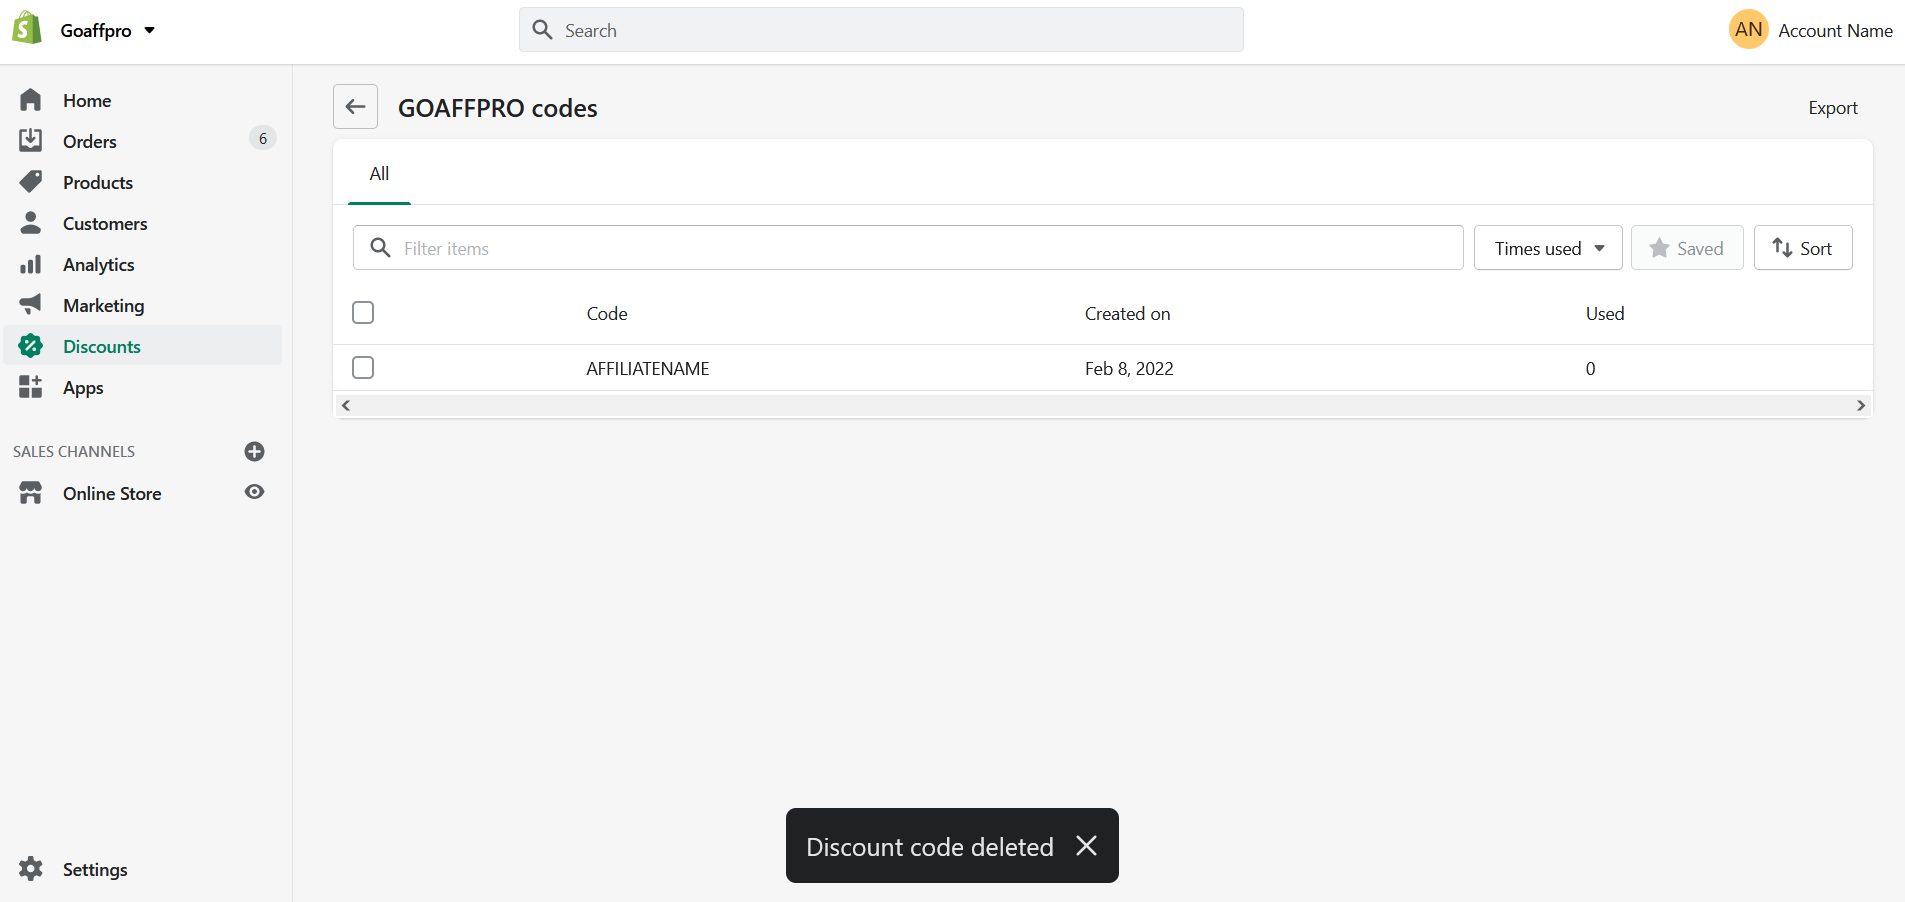 Goaffpro
Search
AN Account Name
Home
Orders 6
Products
Customers
Analytics
Marketing
Discounts
Apps
SALES CHANNELS
Online Store
Settings
GOAFFPRO codes
Export
All
Filter items
Times used
Saved
Sort
Code Created on Used
AFFILIATENAME Feb 8, 2022 0
Discount code deleted